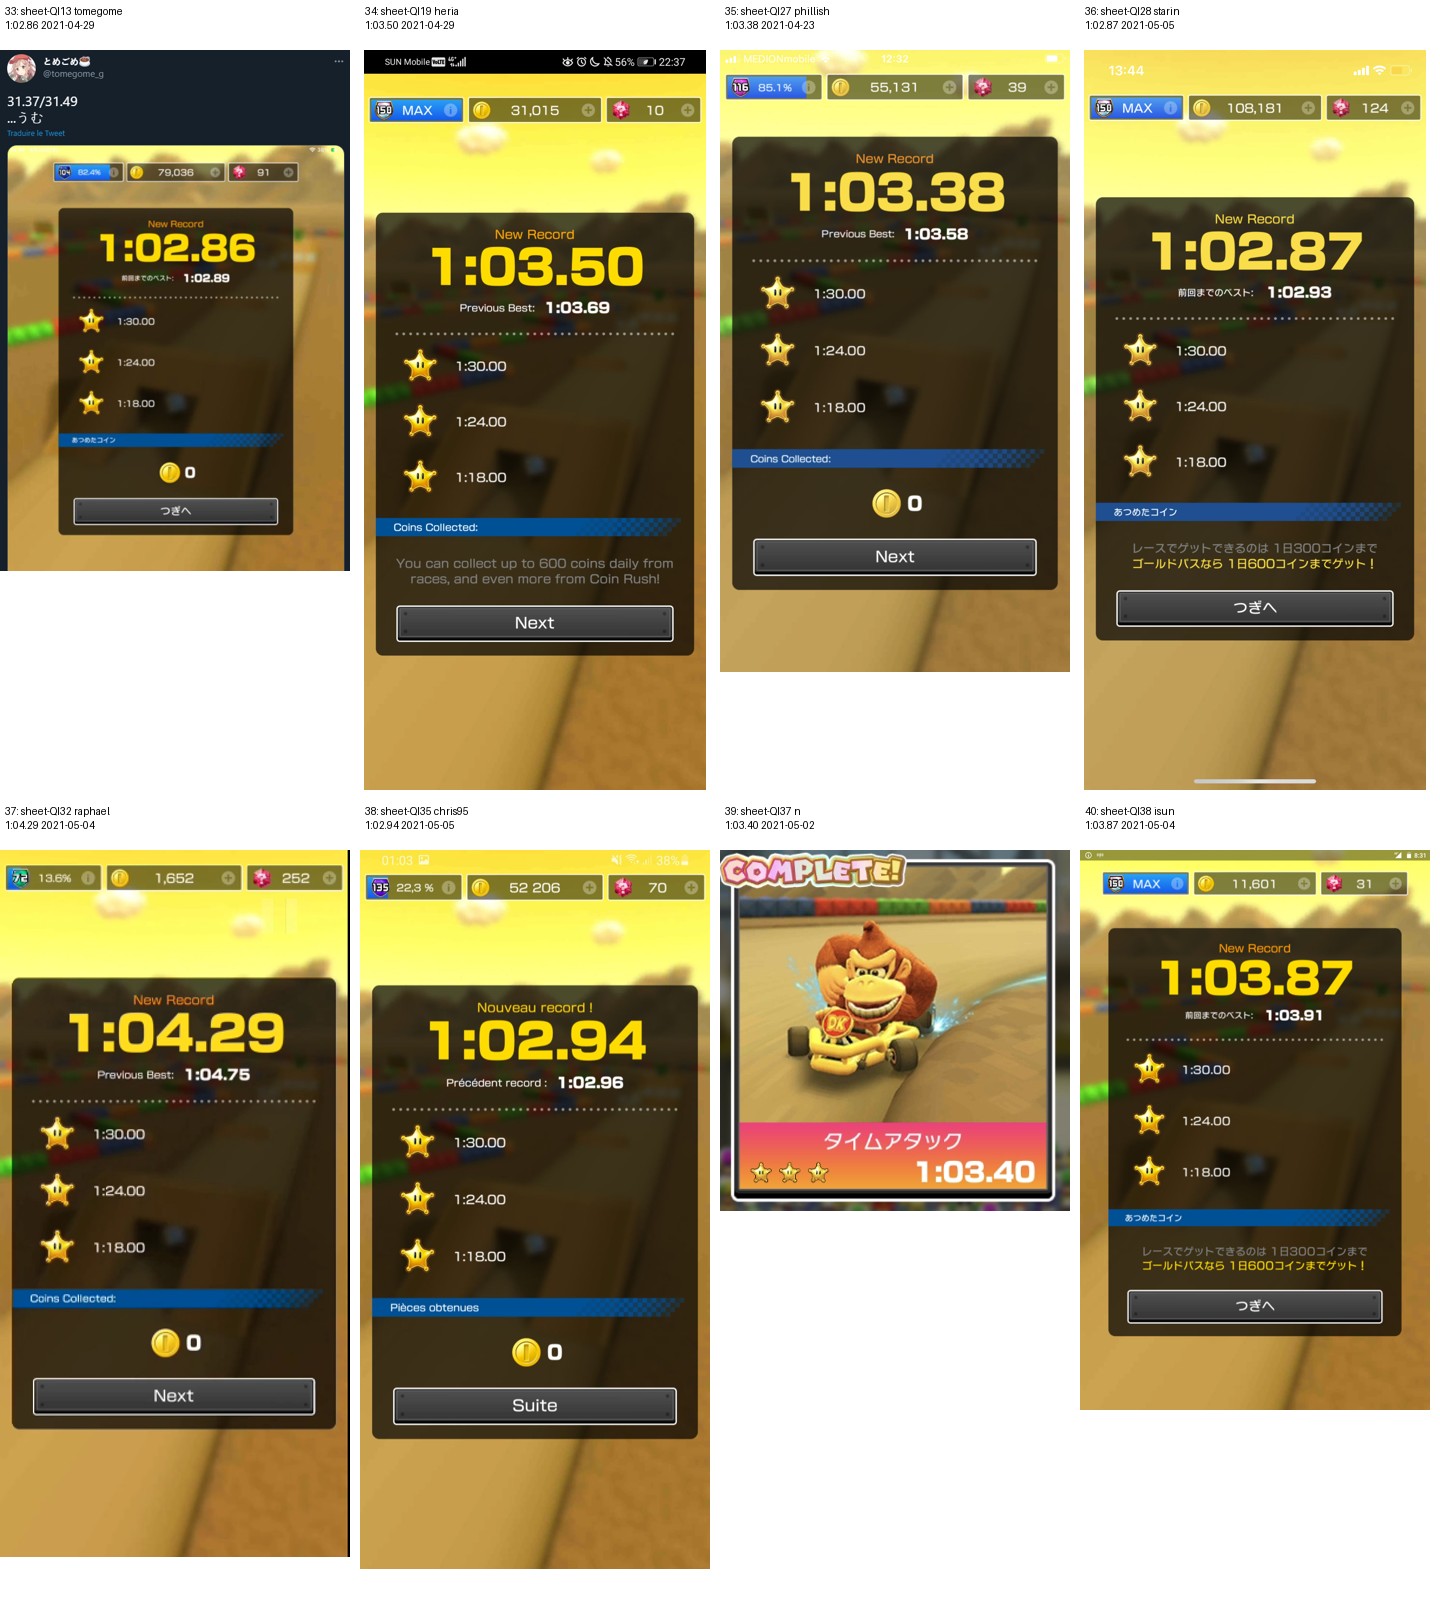 33: sheet-QI13 tomegome
1:02.86 2021-04-29
とめごめ
@tomegome_g
31.37/31.49
...うむ
Traduire le Tweet
104 82.4% 79,036 91
New Record
1:02.86
前回までのベスト: 1:02.89
1:30.00
1:24.00
1:18.00
あつめたコイン
0
つぎへ
34: sheet-QI19 heria
1:03.50 2021-04-29
SUN Mobile 56% 22:37
150 MAX 31,015 10
New Record
1:03.50
Previous Best: 1:03.69
1:30.00
1:24.00
1:18.00
Coins Collected:
You can collect up to 600 coins daily from
races, and even more from Coin Rush!
Next
35: sheet-QI27 phillish
1:03.38 2021-04-23
MEDIONmobile 12:32
116 85.1% 55,131 39
New Record
1:03.38
Previous Best: 1:03.58
1:30.00
1:24.00
1:18.00
Coins Collected:
0
Next
36: sheet-QI28 starin
1:02.87 2021-05-05
13:44
150 MAX 108,181 124
New Record
1:02.87
前回までのベスト: 1:02.93
1:30.00
1:24.00
1:18.00
あつめたコイン
レースでゲットできるのは 1日300コインまで
ゴールドパスなら 1日600コインまでゲット!
つぎへ
37: sheet-QI32 raphael
1:04.29 2021-05-04
72 13.6% 1,652 252
New Record
1:04.29
Previous Best: 1:04.75
1:30.00
1:24.00
1:18.00
Coins Collected:
0
Next
38: sheet-QI35 chris95
1:02.94 2021-05-05
01:03 38%
135 22,3 % 52 206 70
Nouveau record !
1:02.94
Précédent record : 1:02.96
1:30.00
1:24.00
1:18.00
Pièces obtenues
0
Suite
39: sheet-QI37 n
1:03.40 2021-05-02
COMPLETE!
DK
タイムアタック
1:03.40
40: sheet-QI38 isun
1:03.87 2021-05-04
8:31
150 MAX 11,601 31
New Record
1:03.87
前回までのベスト: 1:03.91
1:30.00
1:24.00
1:18.00
あつめたコイン
レースでゲットできるのは 1日300コインまで
ゴールドパスなら 1日600コインまでゲット!
つぎへ